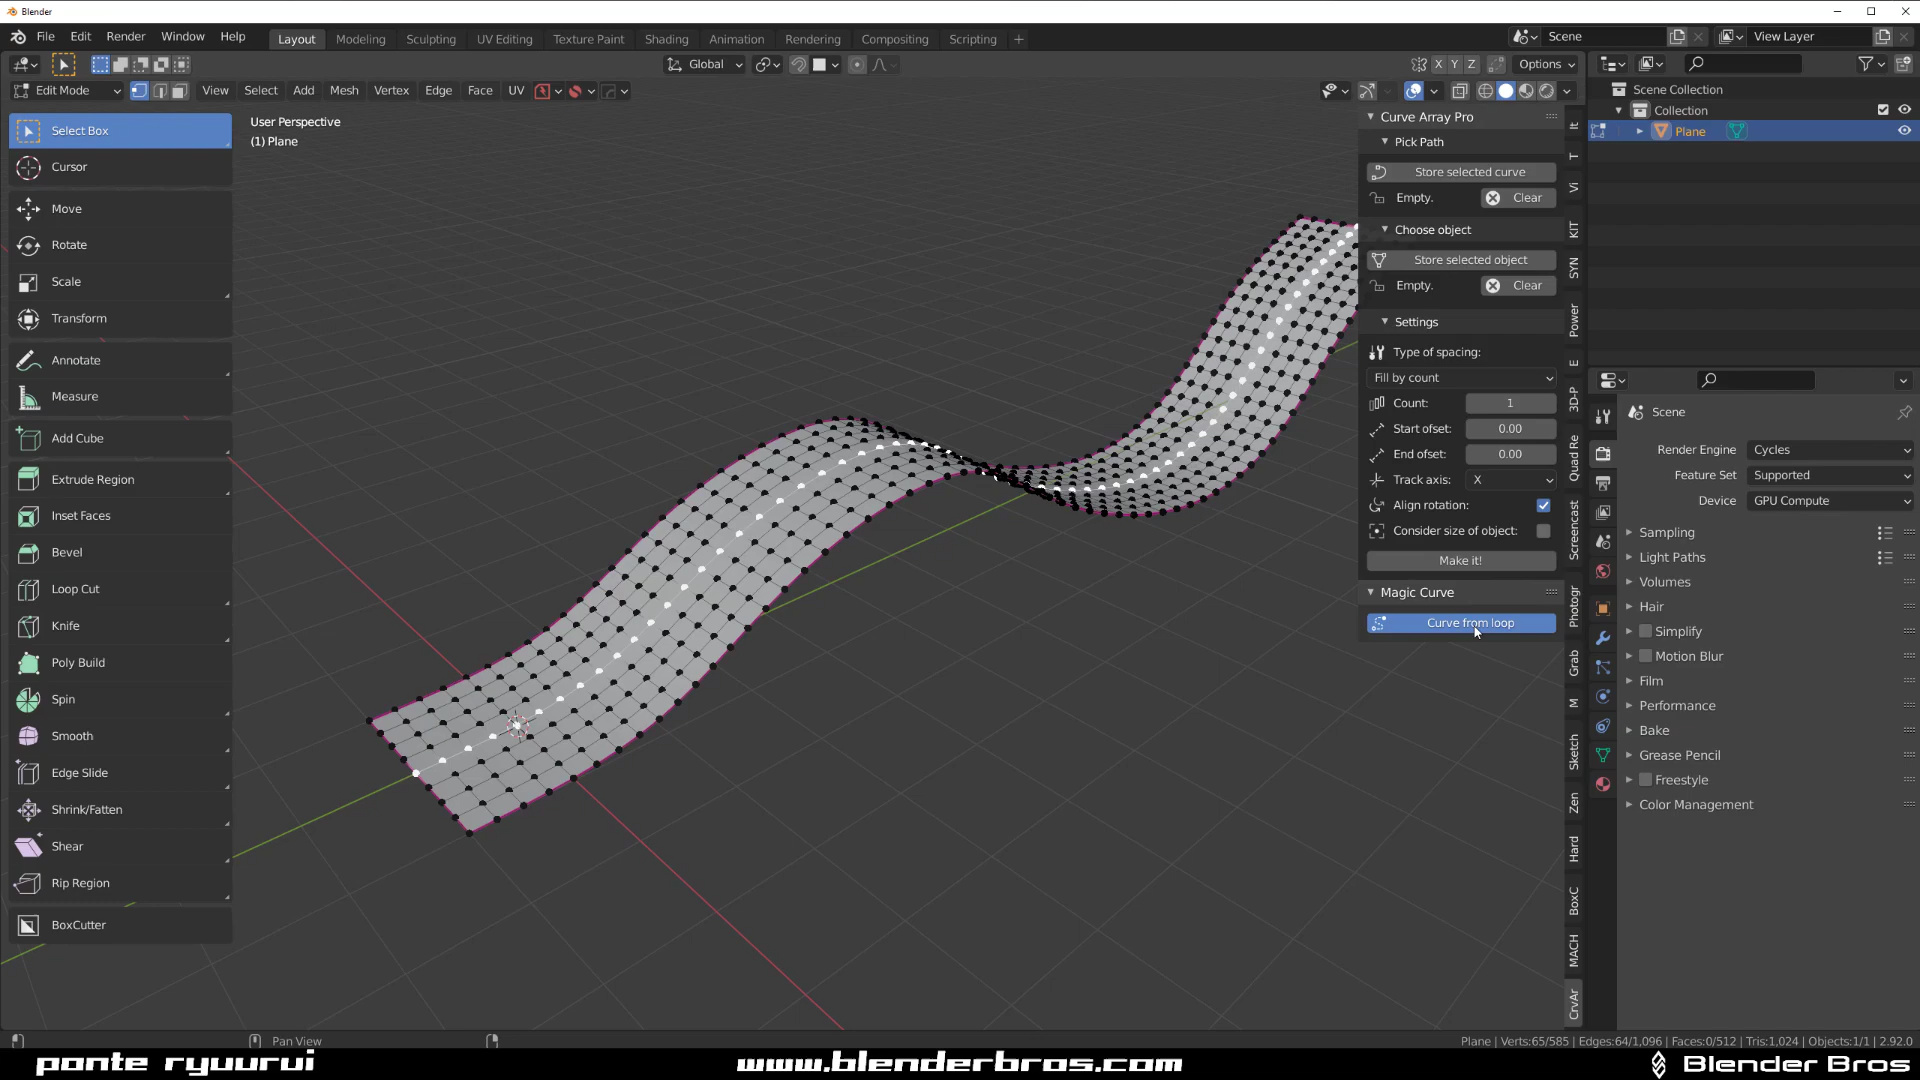 Blender
File Edit Render Window Help Layout Modeling Sculpting UV Editing Texture Paint Shading Animation Rendering Compositing Scripting + Scene View Layer
Global X Y Z Options
Edit Mode View Select Add Mesh Vertex Edge Face UV
User Perspective
(1) Plane
Select Box
Cursor
Move
Rotate
Scale
Transform
Annotate
Measure
Add Cube
Extrude Region
Inset Faces
Bevel
Loop Cut
Knife
Poly Build
Spin
Smooth
Edge Slide
Shrink/Fatten
Shear
Rip Region
BoxCutter
Curve Array Pro
Pick Path
Store selected curve
Empty. Clear
Choose object
Store selected object
Empty. Clear
Settings
Type of spacing:
Fill by count
Count: 1
Start ofset: 0.00
End ofset: 0.00
Track axis: X
Align rotation:
Consider size of object:
Make it!
Magic Curve
Curve from loop
It
T
Vi
KIT
SYN
Power
E
3D-P
Quad Re
Screencast
Photogr
Grab
M
Sketch
Zen
Hard
BoxC
MACH
CrvAr
Scene Collection
Collection
Plane
Scene
Render Engine Cycles
Feature Set Supported
Device GPU Compute
Sampling
Light Paths
Volumes
Hair
Simplify
Motion Blur
Film
Performance
Bake
Grease Pencil
Freestyle
Color Management
Pan View
Plane | Verts:65/585 | Edges:64/1,096 | Faces:0/512 | Tris:1,024 | Objects:1/1 | 2.92.0
ponte ryuurui www.blenderbros.com Blender Bros